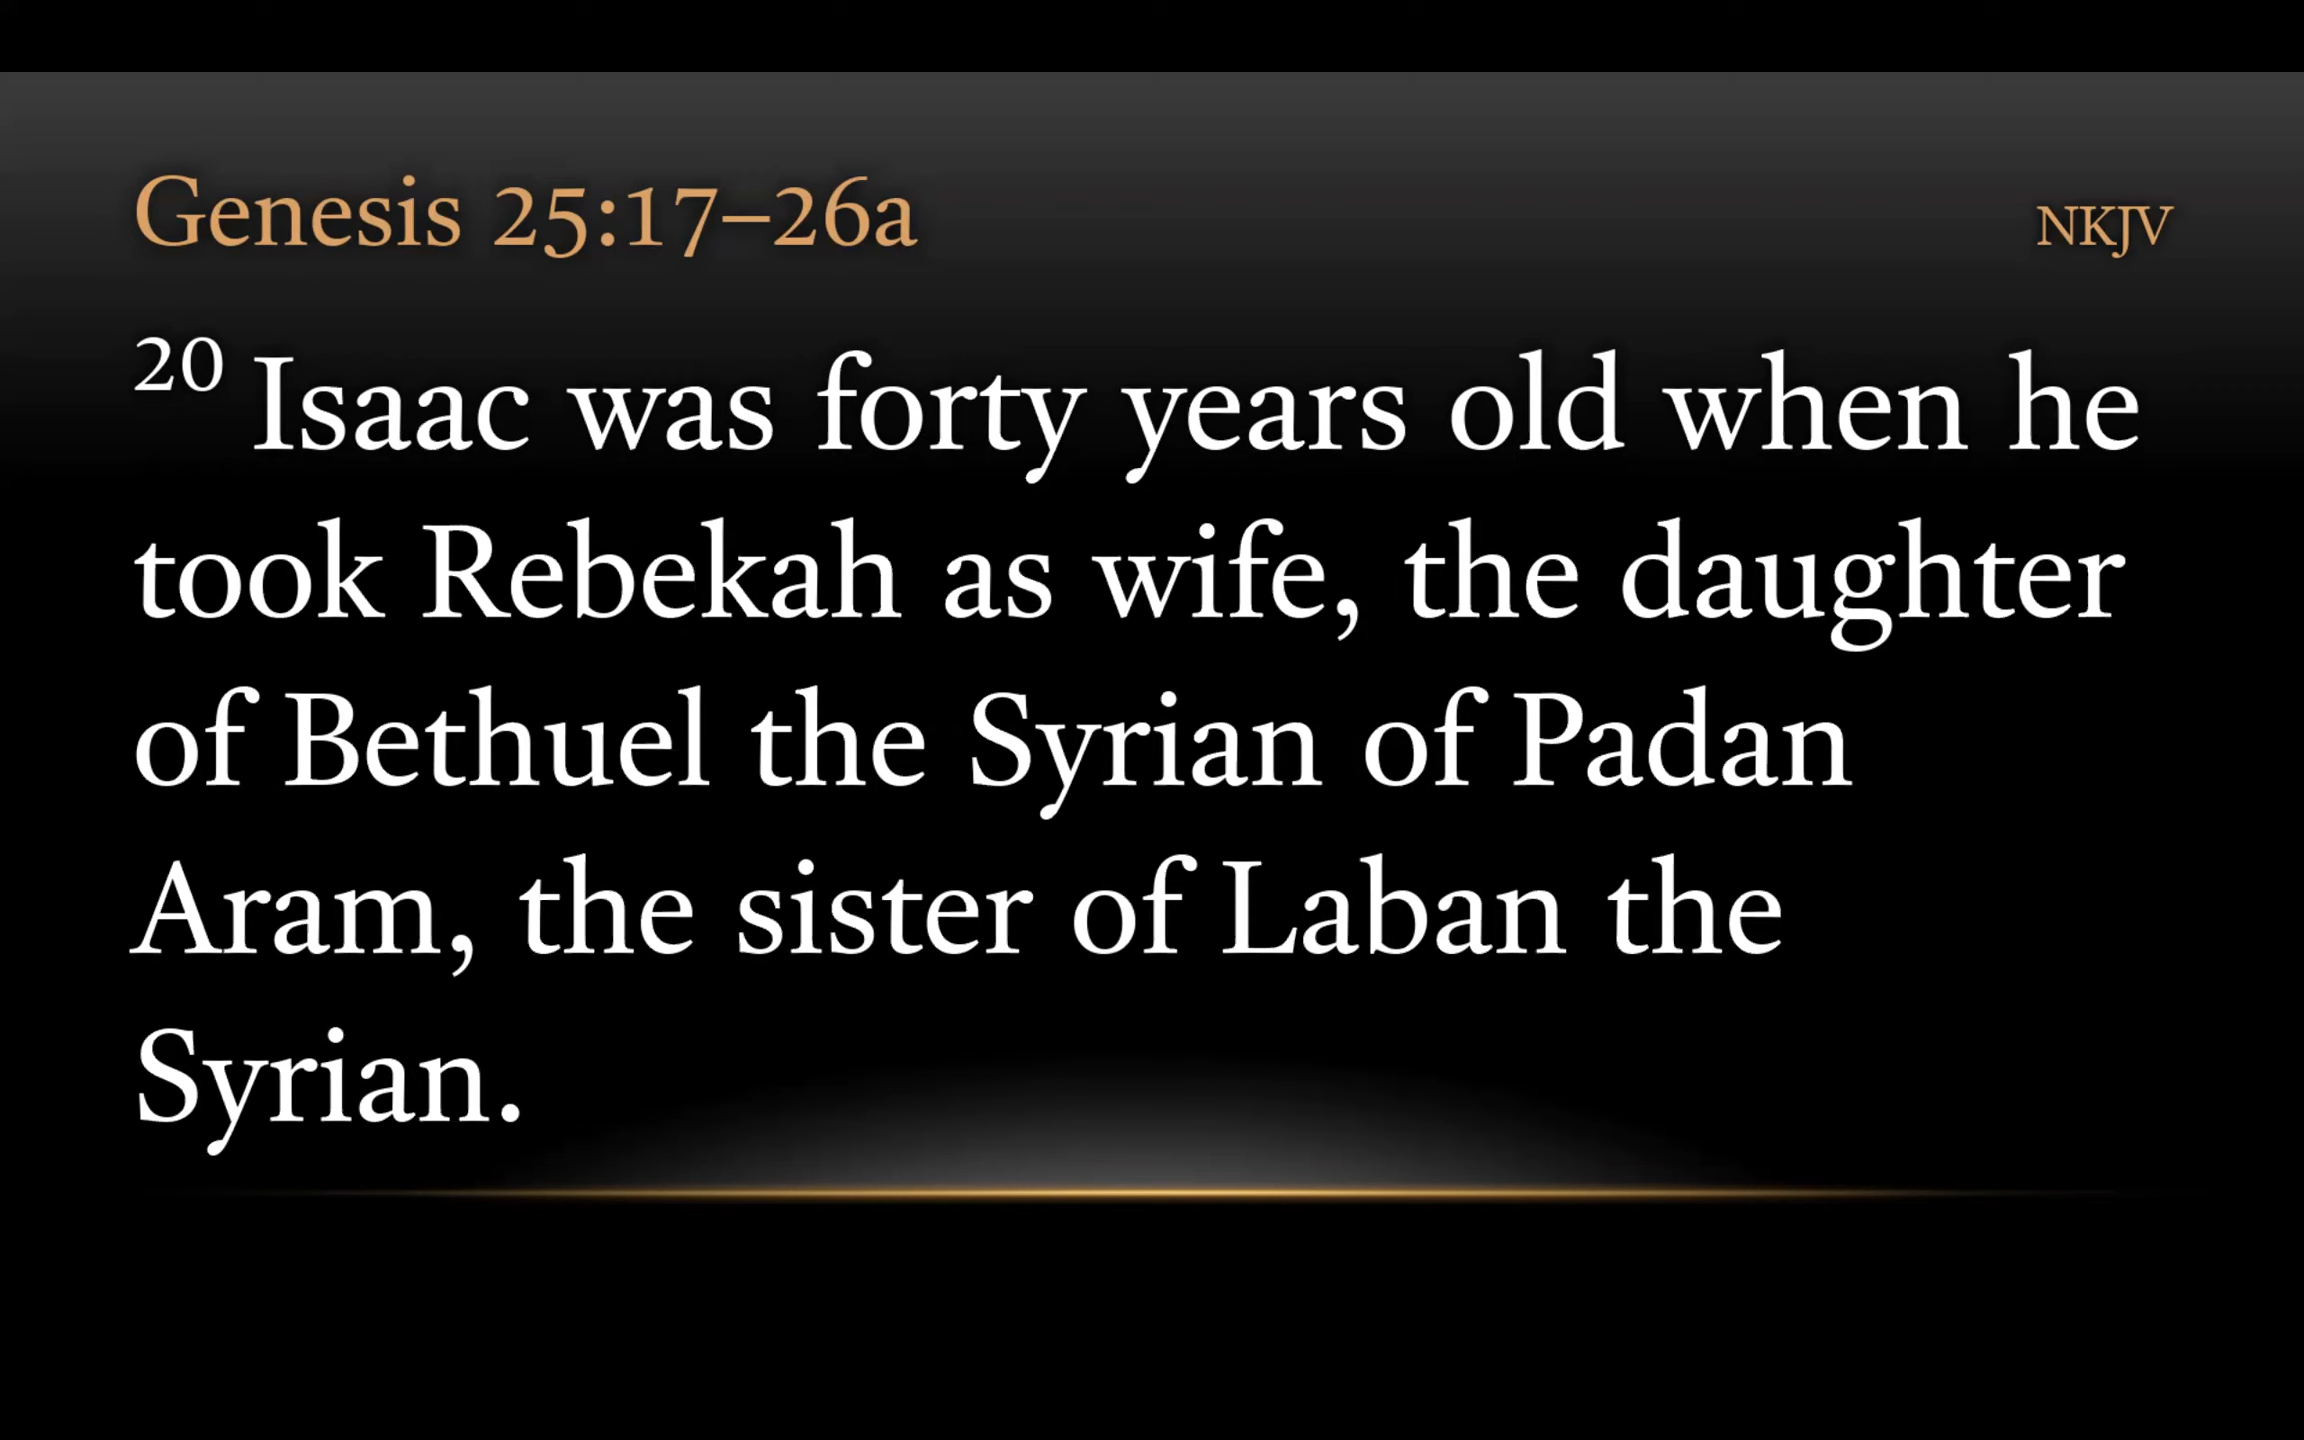 Genesis 25:17–26a
NKJV
20 Isaac was forty years old when he
took Rebekah as wife, the daughter
of Bethuel the Syrian of Padan
Aram, the sister of Laban the
Syrian.